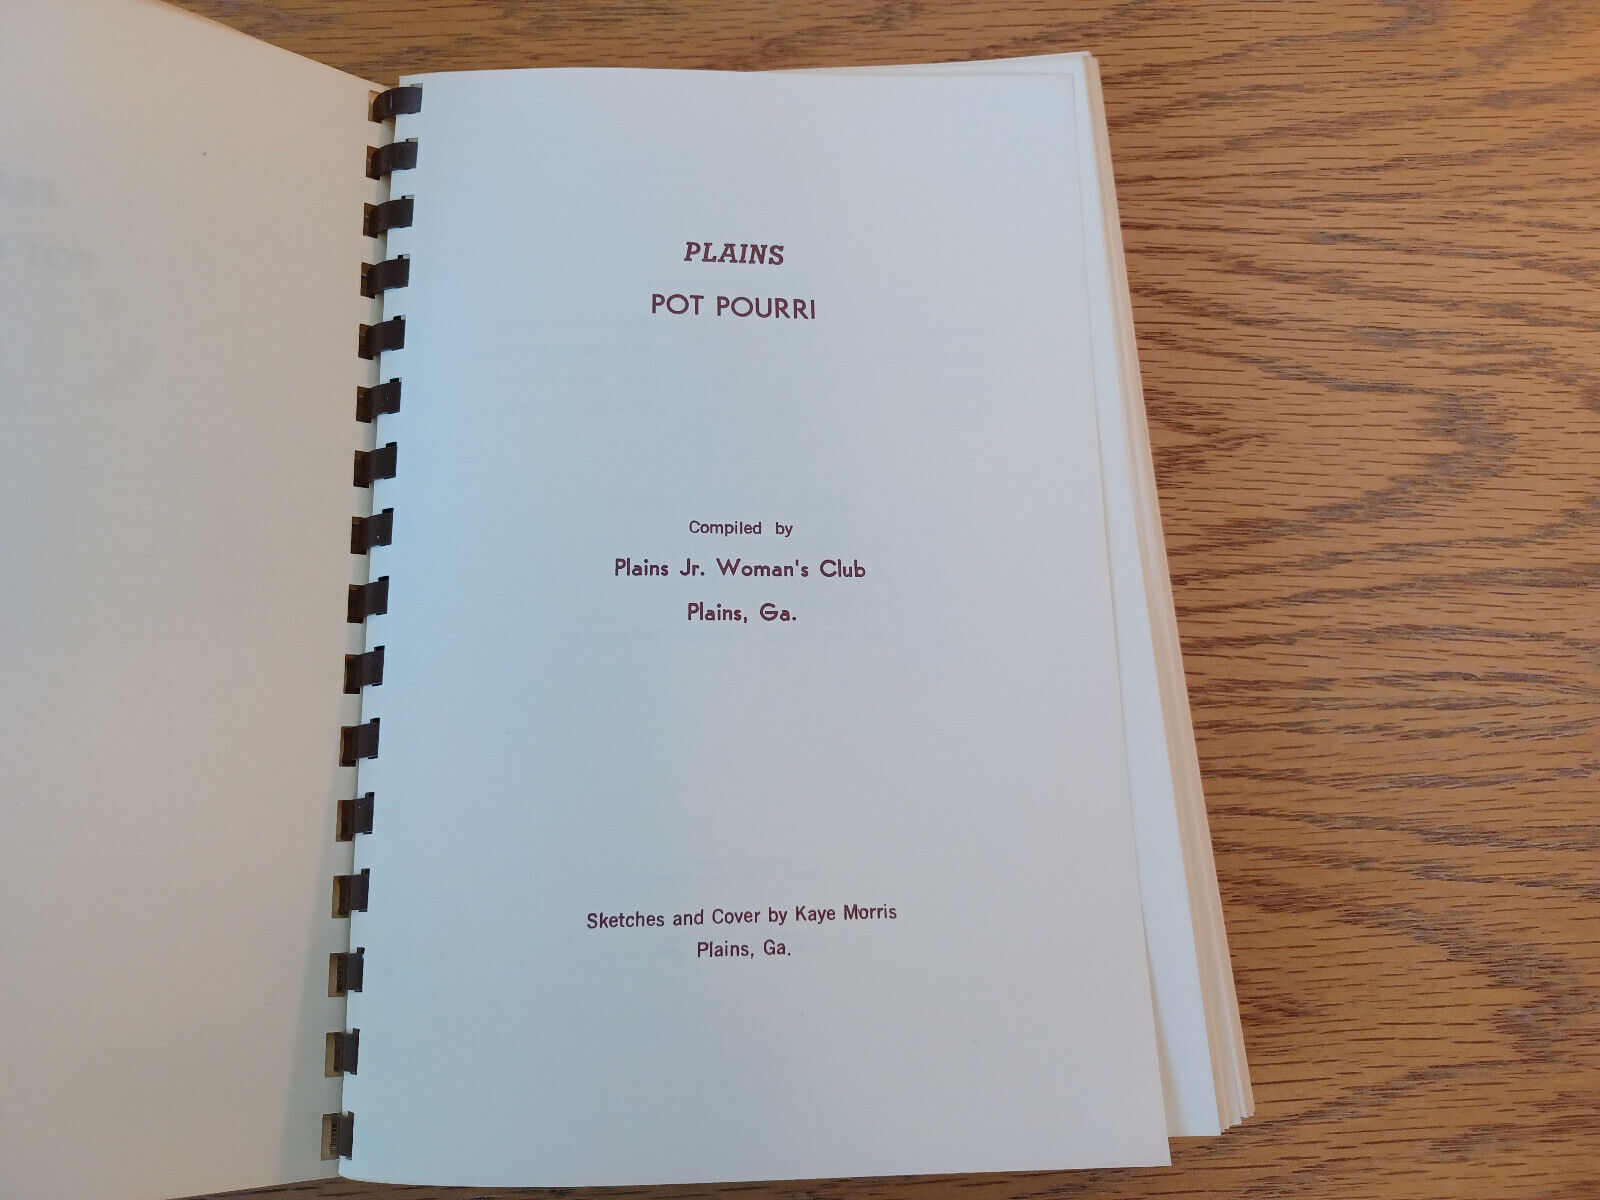 PLAINS
POT POURRI
Compiled by
Plains Jr. Woman's Club
Plains, Ga.
Sketches and Cover by Kaye Morris
Plains, Ga.